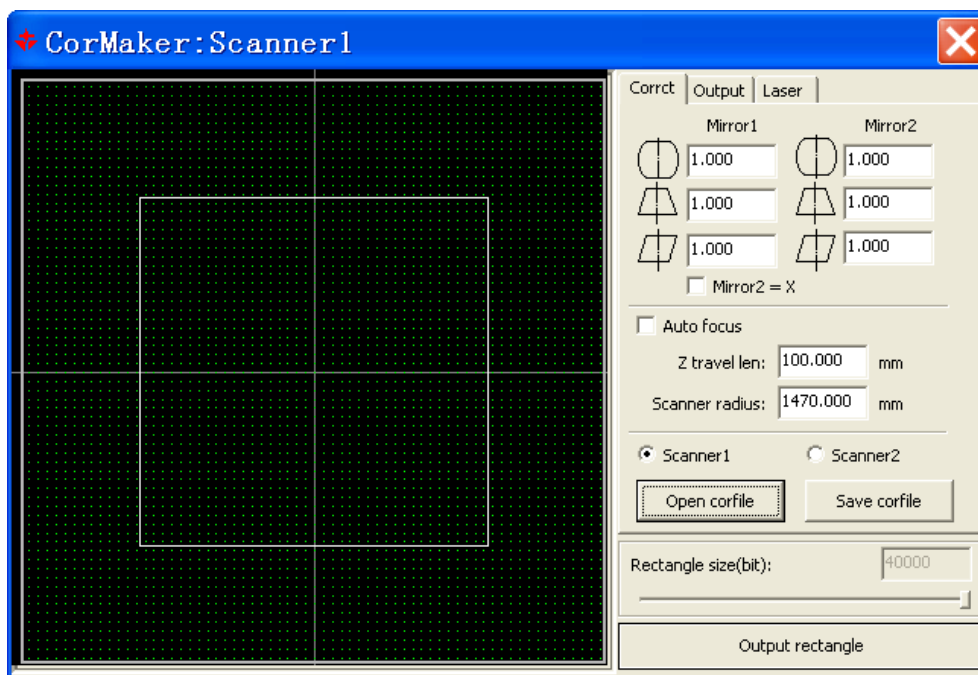 CorMaker:Scanner1
Corrct Output Laser
Mirror1 Mirror2
1.000 1.000
1.000 1.000
1.000 1.000
Mirror2 = X
Auto focus
Z travel len: 100.000 mm
Scanner radius: 1470.000 mm
Scanner1 Scanner2
Open corfile Save corfile
Rectangle size(bit): 40000
Output rectangle